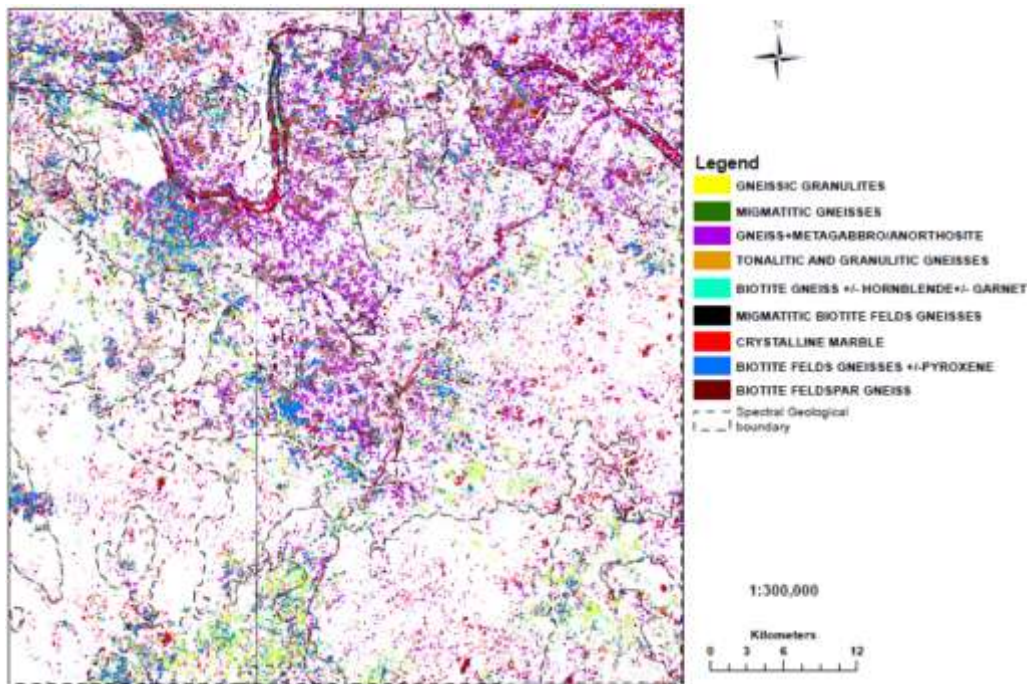 N
Legend
GNEISSIC GRANULITES
MIGMATITIC GNEISSES
GNEISS+METAGABBRO/ANORTHOSITE
TONALITIC AND GRANULITIC GNEISSES
BIOTITE GNEISS +/- HORNBLENDE+/- GARNET
MIGMATITIC BIOTITE FELDS GNEISSES
CRYSTALLINE MARBLE
BIOTITE FELDS GNEISSES +/-PYROXENE
BIOTITE FELDSPAR GNEISS
Spectral Geological
boundary
1:300,000
Kilometers
0 3 6 12